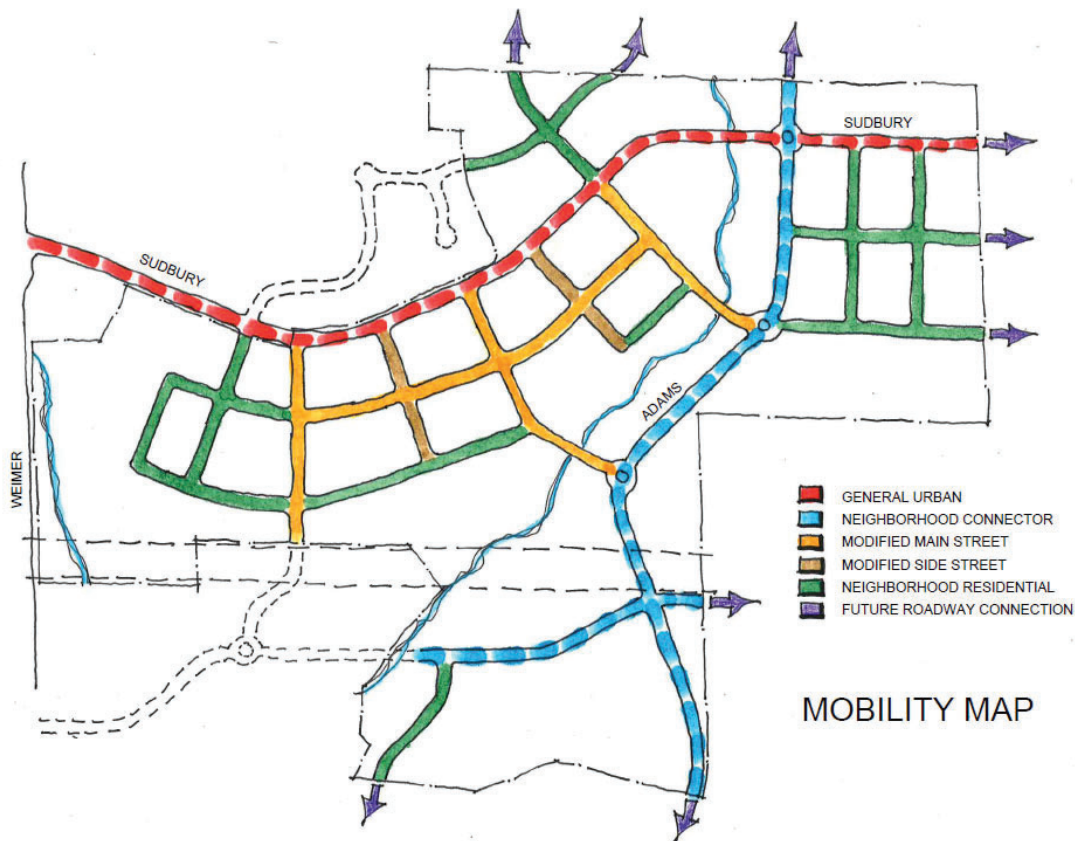 SUDBURY
SUDBURY
ADAMS
WEIMER
GENERAL URBAN
NEIGHBORHOOD CONNECTOR
MODIFIED MAIN STREET
MODIFIED SIDE STREET
NEIGHBORHOOD RESIDENTIAL
FUTURE ROADWAY CONNECTION
MOBILITY MAP